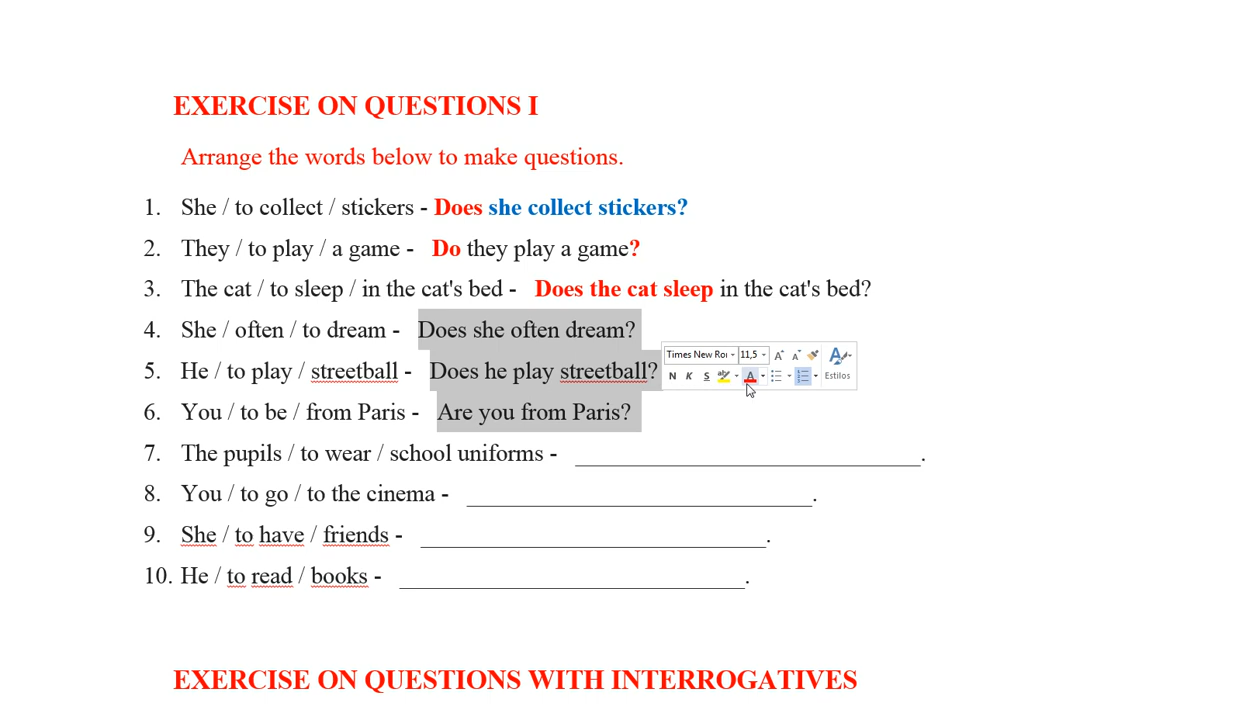 EXERCISE ON QUESTIONS I
Arrange the words below to make questions.
1. She / to collect / stickers - Does she collect stickers?
2. They / to play / a game - Do they play a game?
3. The cat / to sleep / in the cat's bed - Does the cat sleep in the cat's bed?
4. She / often / to dream - Does she often dream?
5. He / to play / streetball - Does he play streetball?
Times New Ror 11,5
N K S aby A Estilos
6. You / to be / from Paris - Are you from Paris?
7. The pupils / to wear / school uniforms - ______________________________.
8. You / to go / to the cinema - ______________________________.
9. She / to have / friends - ______________________________.
10. He / to read / books - ______________________________.
EXERCISE ON QUESTIONS WITH INTERROGATIVES